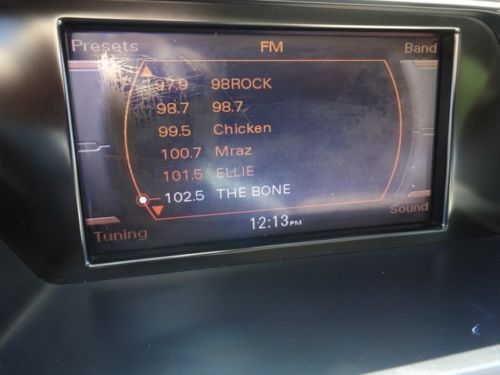 Presets FM Band
97.9 98ROCK
98.7 98.7
99.5 Chicken
100.7 Mraz
101.5 ELLIE
102.5 THE BONE
Tuning 12:13PM Sound